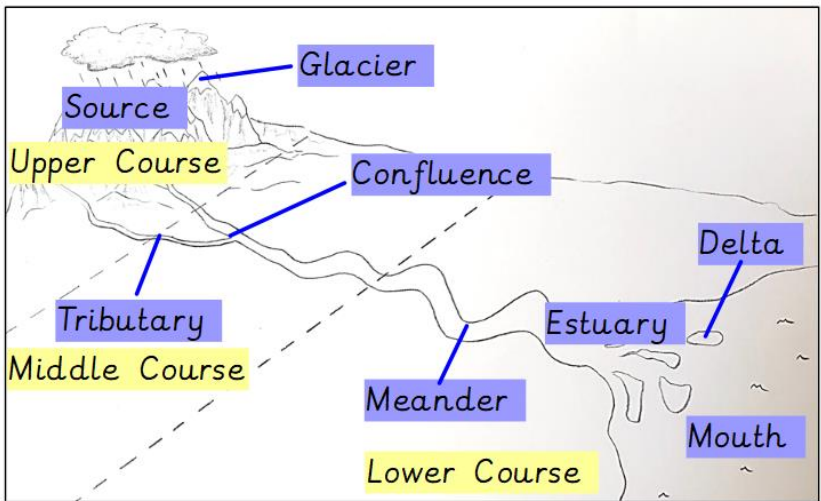 Glacier
Source
Upper Course
Confluence
Delta
Tributary
Estuary
Middle Course
Meander
Mouth
Lower Course